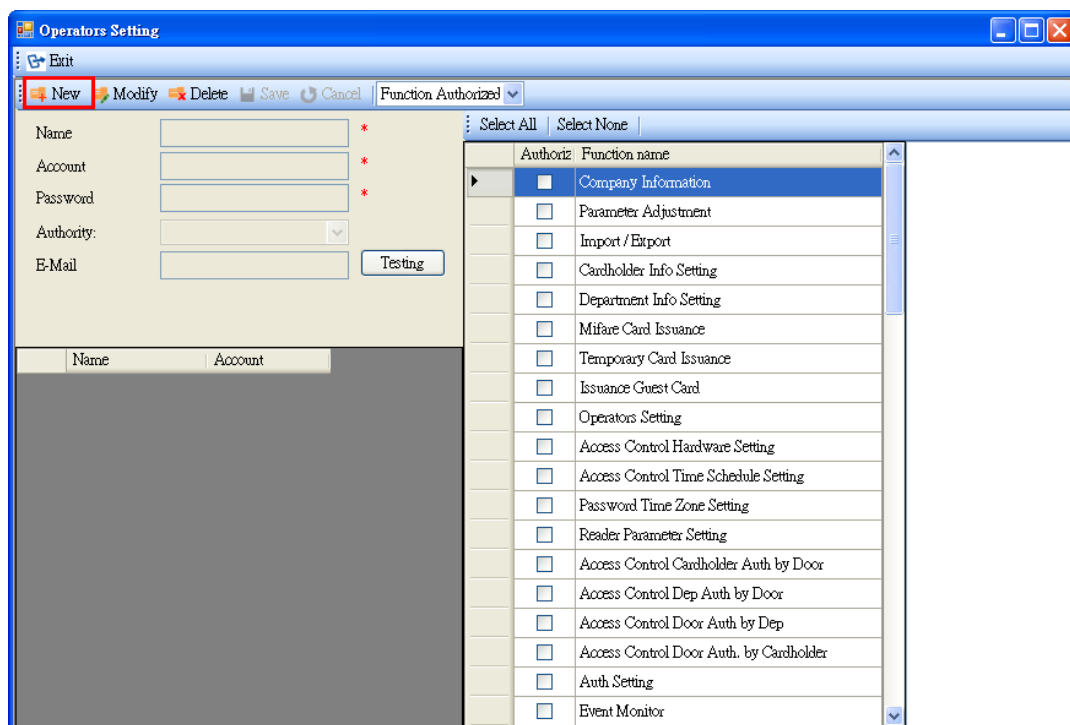 Operators Setting
Exit
New Modify Delete Save Cancel Function Authorized
Name *
Account *
Password *
Authority:
E-Mail Testing
Name Account
Select All Select None
Authoriz Function name
Company Information
Parameter Adjustment
Import / Export
Cardholder Info Setting
Department Info Setting
Mifare Card Issuance
Temporary Card Issuance
Issuance Guest Card
Operators Setting
Access Control Hardware Setting
Access Control Time Schedule Setting
Password Time Zone Setting
Reader Parameter Setting
Access Control Cardholder Auth by Door
Access Control Dep Auth by Door
Access Control Door Auth by Dep
Access Control Door Auth. by Cardholder
Auth Setting
Event Monitor